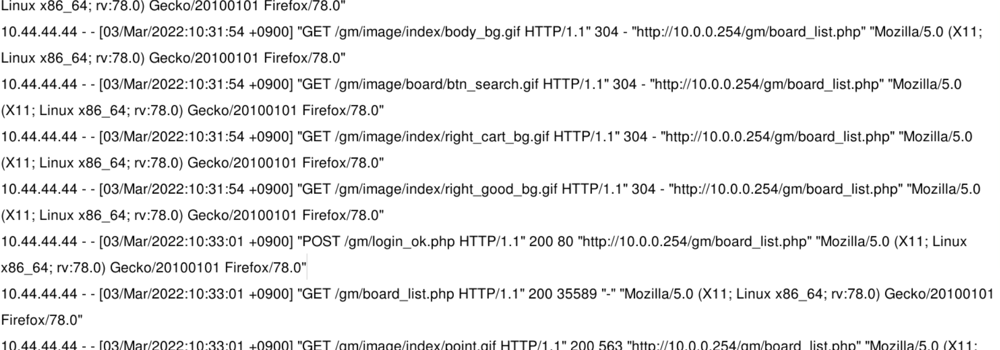 Linux x86_64; rv:78.0) Gecko/20100101 Firefox/78.0"
10.44.44.44 - - [03/Mar/2022:10:31:54 +0900] "GET /gm/image/index/body_bg.gif HTTP/1.1" 304 - "http://10.0.0.254/gm/board_list.php" "Mozilla/5.0 (X11;
Linux x86_64; rv:78.0) Gecko/20100101 Firefox/78.0"
10.44.44.44 - - [03/Mar/2022:10:31:54 +0900] "GET /gm/image/board/btn_search.gif HTTP/1.1" 304 - "http://10.0.0.254/gm/board_list.php" "Mozilla/5.0
(X11; Linux x86_64; rv:78.0) Gecko/20100101 Firefox/78.0"
10.44.44.44 - - [03/Mar/2022:10:31:54 +0900] "GET /gm/image/index/right_cart_bg.gif HTTP/1.1" 304 - "http://10.0.0.254/gm/board_list.php" "Mozilla/5.0
(X11; Linux x86_64; rv:78.0) Gecko/20100101 Firefox/78.0"
10.44.44.44 - - [03/Mar/2022:10:31:54 +0900] "GET /gm/image/index/right_good_bg.gif HTTP/1.1" 304 - "http://10.0.0.254/gm/board_list.php" "Mozilla/5.0
(X11; Linux x86_64; rv:78.0) Gecko/20100101 Firefox/78.0"
10.44.44.44 - - [03/Mar/2022:10:33:01 +0900] "POST /gm/login_ok.php HTTP/1.1" 200 80 "http://10.0.0.254/gm/board_list.php" "Mozilla/5.0 (X11; Linux
x86_64; rv:78.0) Gecko/20100101 Firefox/78.0"
10.44.44.44 - - [03/Mar/2022:10:33:01 +0900] "GET /gm/board_list.php HTTP/1.1" 200 35589 "-" "Mozilla/5.0 (X11; Linux x86_64; rv:78.0) Gecko/20100101
Firefox/78.0"
10.44.44.44 - - [03/Mar/2022:10:33:01 +0900] "GET /gm/image/index/point.gif HTTP/1.1" 200 563 "http://10.0.0.254/gm/board_list.php" "Mozilla/5.0 (X11;